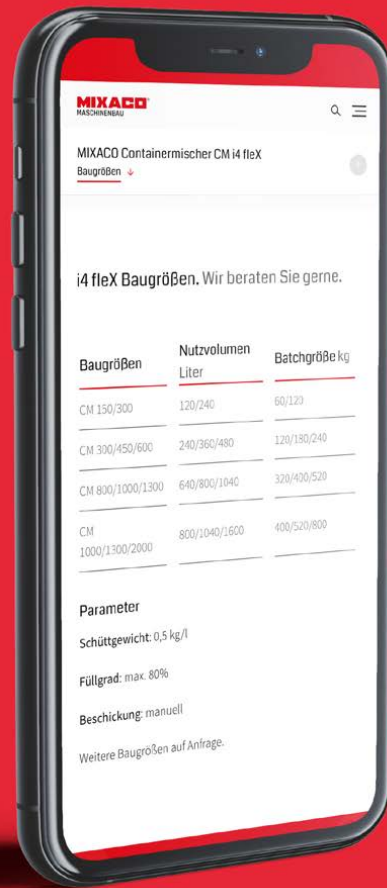 MIXACO
MASCHINENBAU
MIXACO Containermischer CM i4 fleX
Baugrößen ↓
i4 fleX Baugrößen. Wir beraten Sie gerne.
Baugrößen Nutzvolumen Liter Batchgröße kg
CM 150/300 120/240 60/120
CM 300/450/600 240/360/480 120/180/240
CM 800/1000/1300 640/800/1040 320/400/520
CM 1000/1300/2000 800/1040/1600 400/520/800
Parameter
Schüttgewicht: 0,5 kg/l
Füllgrad: max. 80%
Beschickung: manuell
Weitere Baugrößen auf Anfrage.